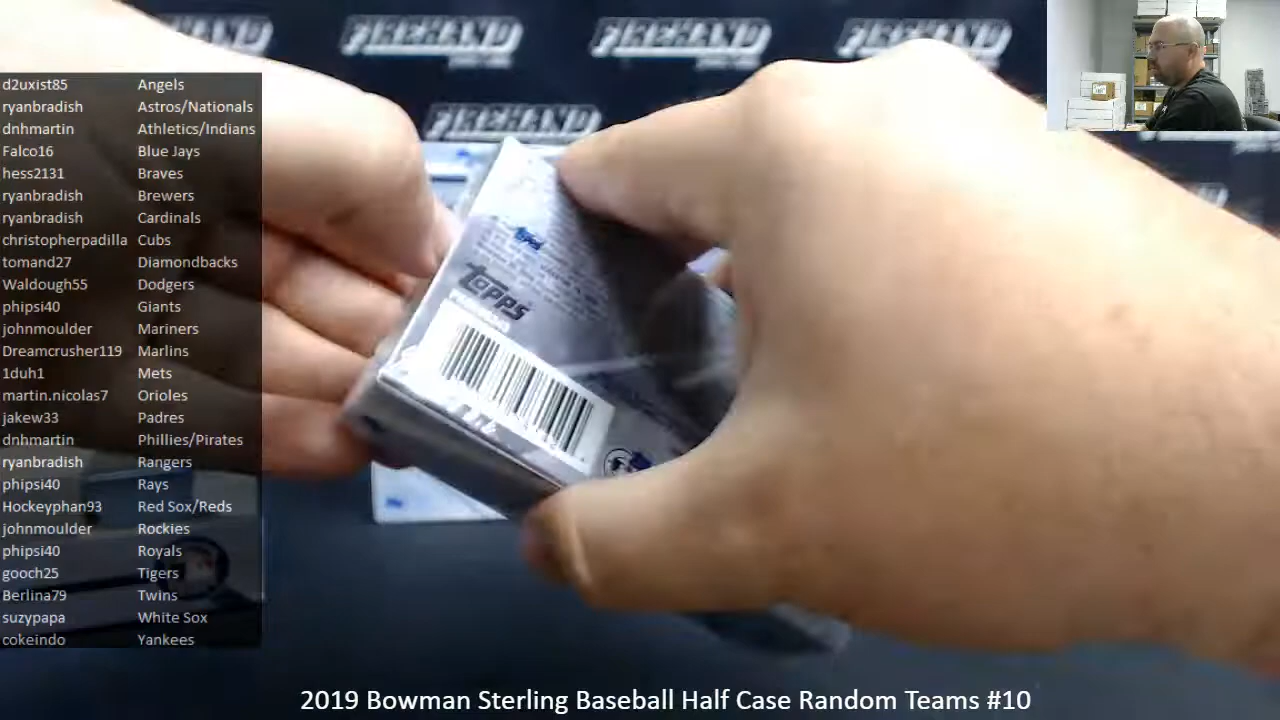 FIREHAND
FIREHAND
FIREHAND
FIREHAND
d2uxist85 Angels
ryanbradish Astros/Nationals
dnhmartin Athletics/Indians
Falco16 Blue Jays
hess2131 Braves
ryanbradish Brewers
ryanbradish Cardinals
christopherpadilla Cubs
tomand27 Diamondbacks
Waldough55 Dodgers
phipsi40 Giants
johnmoulder Mariners
Dreamcrusher119 Marlins
1duh1 Mets
martin.nicolas7 Orioles
jakew33 Padres
dnhmartin Phillies/Pirates
ryanbradish Rangers
phipsi40 Rays
Hockeyphan93 Red Sox/Reds
johnmoulder Rockies
phipsi40 Royals
gooch25 Tigers
Berlina79 Twins
suzypapa White Sox
cokeindo Yankees
topps
topps
2019 Bowman Sterling Baseball Half Case Random Teams #10